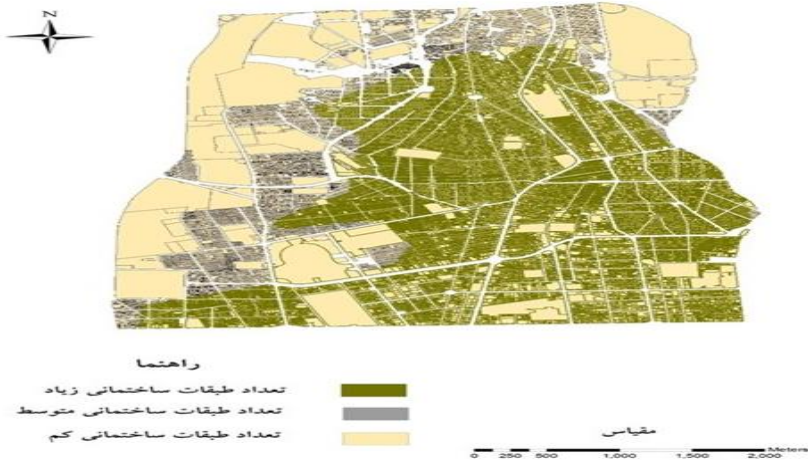 N
راهنما
تعداد طبقات ساختمانی زیاد
تعداد طبقات ساختمانی متوسط
تعداد طبقات ساختمانی کم
مقیاس
Meters
0 250 500 1,000 1,500 2,000